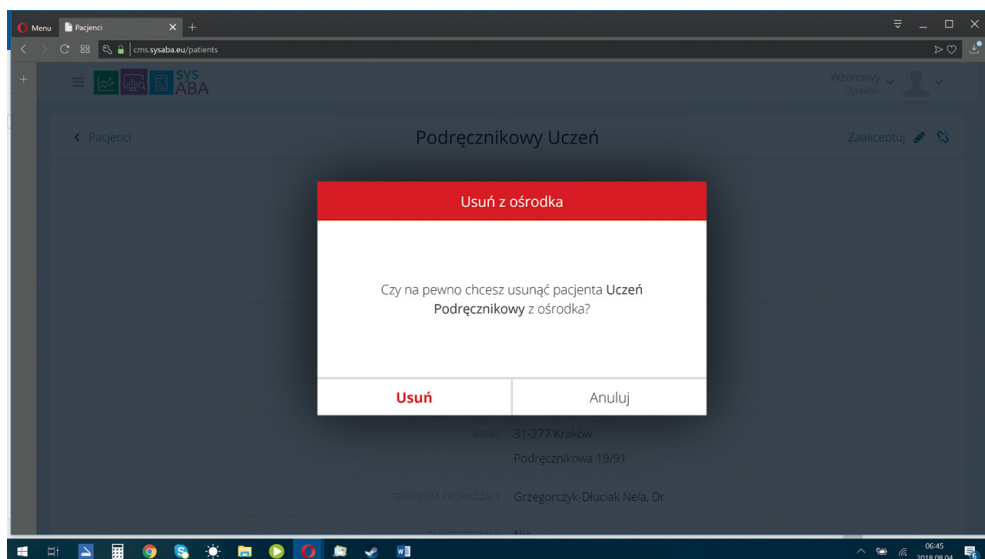 Menu
Pacjenci
cms.sysaba.eu/patients
SYS
ABA
Wzorcowy
Dyrektor
Pacjenci
Podręcznikowy Uczeń
Zaakceptuj
Usuń z ośrodka
Czy na pewno chcesz usunąć pacjenta Uczeń
Podręcznikowy z ośrodka?
Usuń
Anuluj
ADRES
31-277 Kraków
Podręcznikowa 19/91
TERAPEUTA PROWADZĄCY
Grzegorczyk-Dłuciak Nela, Dr
06:45
2018.08.04